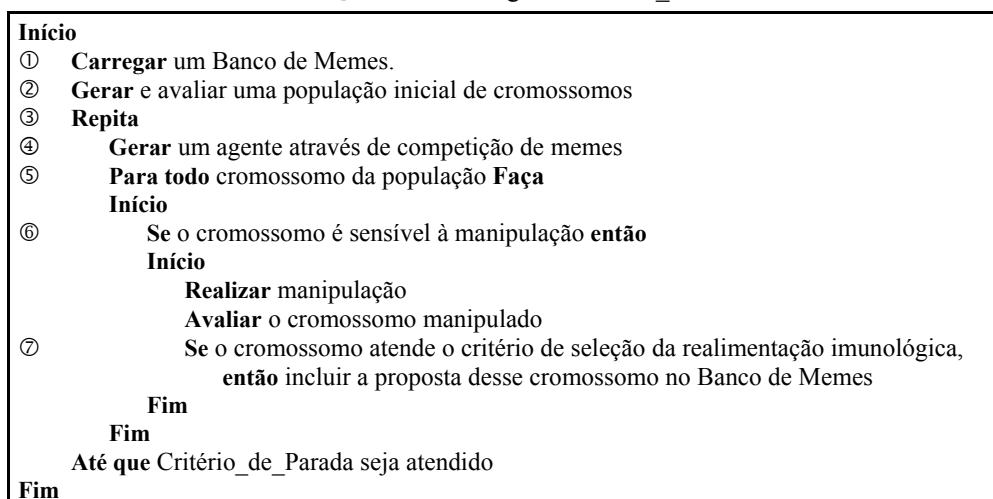 Início
① Carregar um Banco de Memes.
② Gerar e avaliar uma população inicial de cromossomos
③ Repita
④ Gerar um agente através de competição de memes
⑤ Para todo cromossomo da população Faça
Início
⑥ Se o cromossomo é sensível à manipulação então
Início
Realizar manipulação
Avaliar o cromossomo manipulado
⑦ Se o cromossomo atende o critério de seleção da realimentação imunológica,
então incluir a proposta desse cromossomo no Banco de Memes
Fim
Fim
Até que Critério_de_Parada seja atendido
Fim